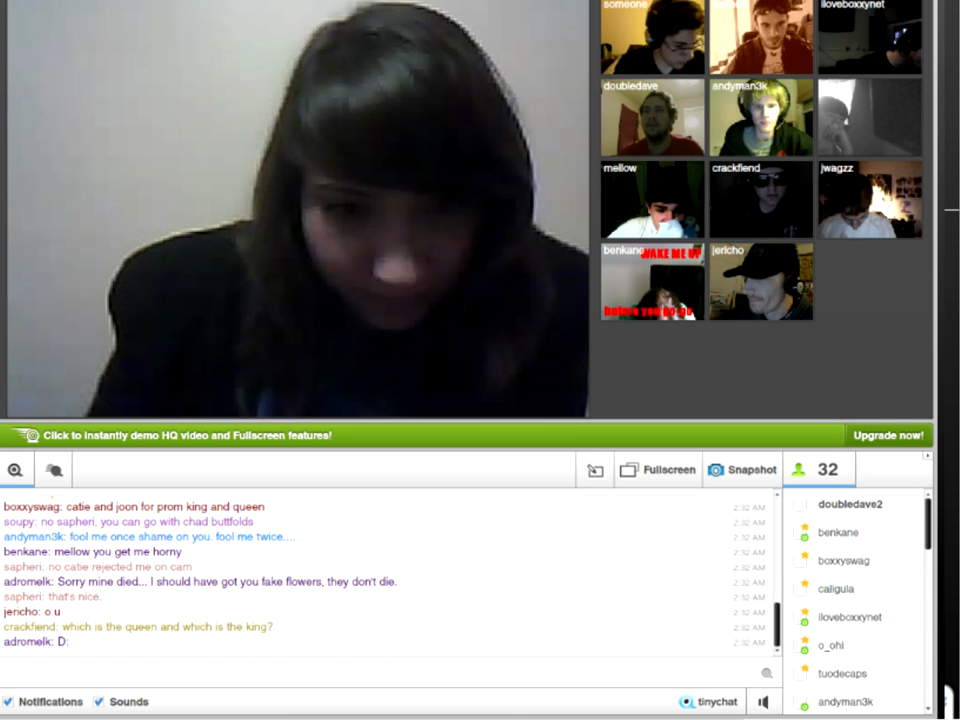 someone
iloveboxxynet
doubledave
andyman3k
mellow
crackfiend
jwagzz
benkane
WAKE ME UP
before you go-go
jericho
Click to instantly demo HQ video and Fullscreen features!
Upgrade now!
Fullscreen
Snapshot
32
boxxyswag: catie and joon for prom king and queen 2:32 AM
soupy: no sapheri, you can go with chad buttfolds 2:32 AM
andyman3k: fool me once shame on you. fool me twice.... 2:32 AM
benkane: mellow you get me horny 2:32 AM
sapheri: no catie rejected me on cam 2:32 AM
adromelk: Sorry mine died... I should have got you fake flowers, they don't die. 2:32 AM
sapheri: that's nice. 2:32 AM
jericho: o u 2:32 AM
crackfiend: which is the queen and which is the king? 2:32 AM
adromelk: D: 2:32 AM
doubledave2
benkane
boxxyswag
caligula
iloveboxxynet
o_ohi
tuodecaps
andyman3k
Notifications
Sounds
tinychat